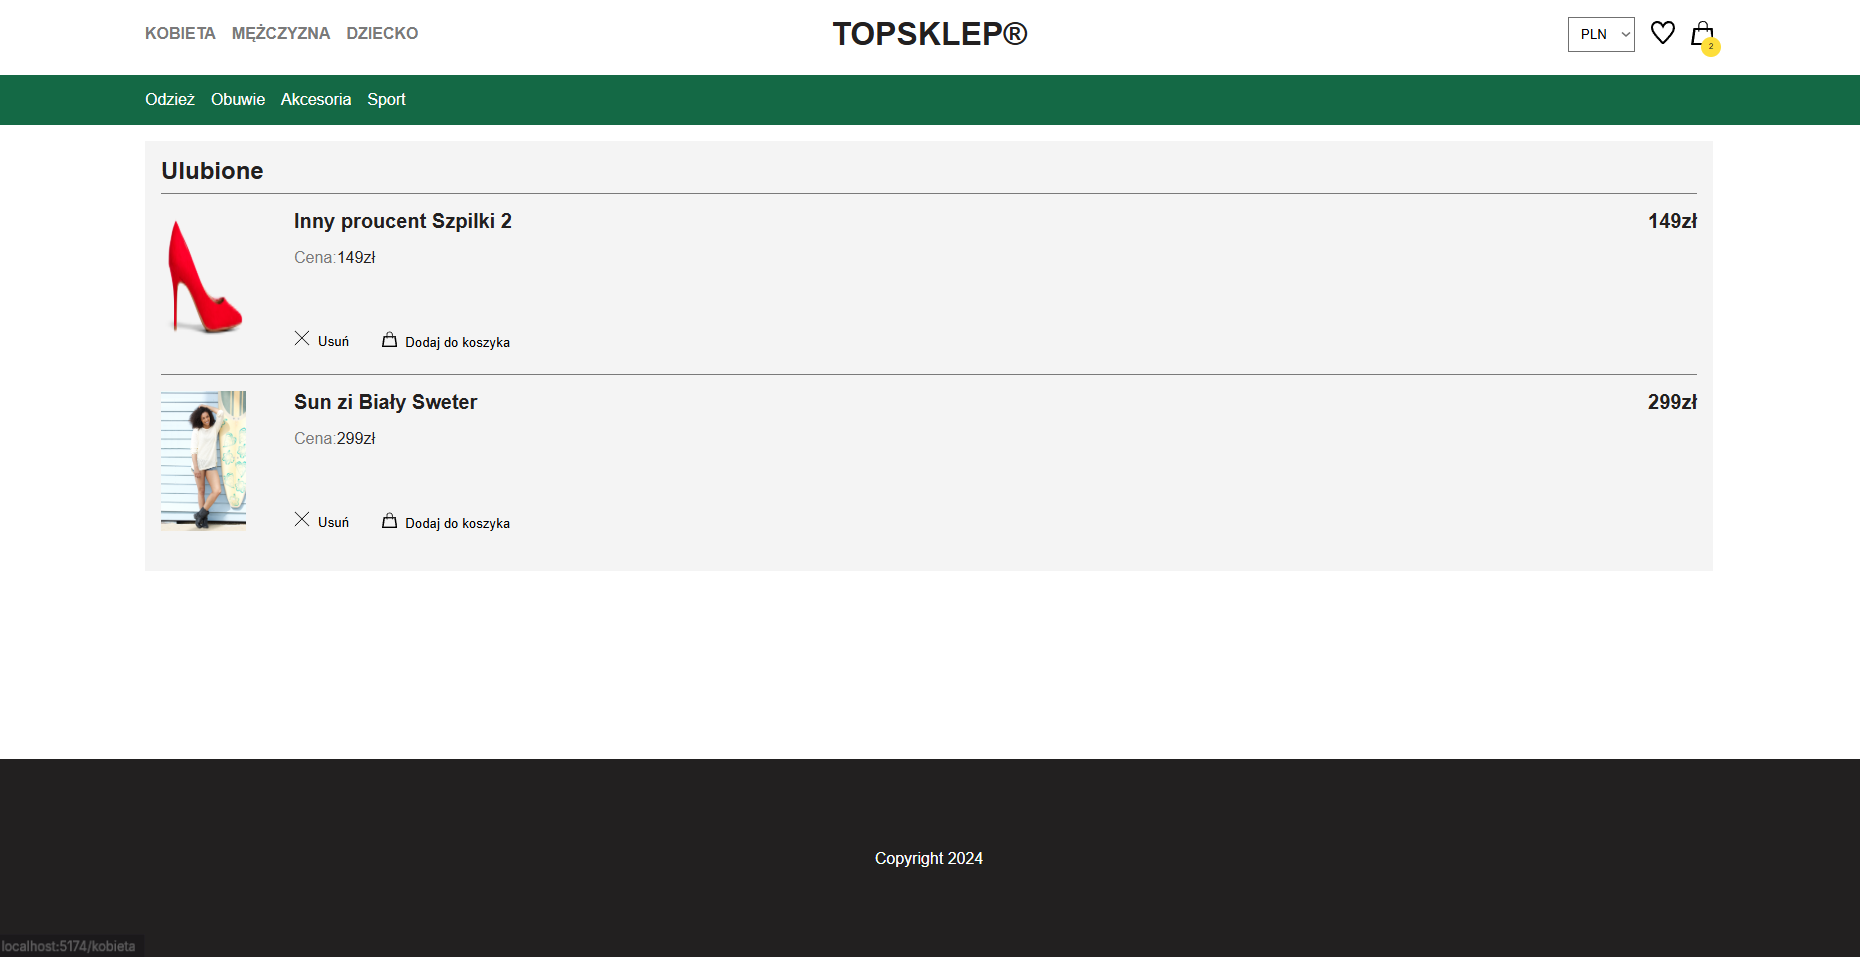 KOBIETA MĘŻCZYZNA DZIECKO
TOPSKLEP®
PLN
2
Odzież Obuwie Akcesoria Sport
Ulubione
Inny proucent Szpilki 2
149zł
Cena:149zł
Usuń Dodaj do koszyka
Sun zi Biały Sweter
299zł
Cena:299zł
Usuń Dodaj do koszyka
Copyright 2024
localhost:5174/kobieta